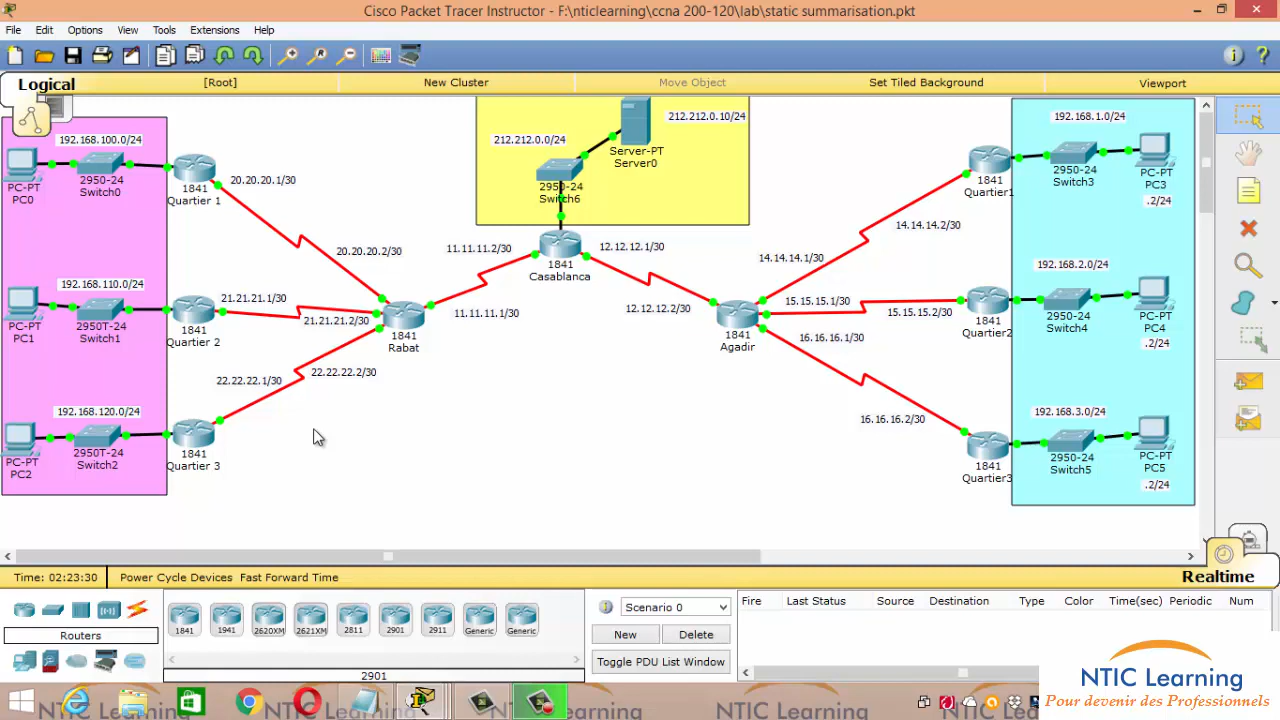 Cisco Packet Tracer Instructor - F:\nticlearning\ccna 200-120\lab\static summarisation.pkt
File Edit Options View Tools Extensions Help
Logical
[Root]
New Cluster
Move Object
Set Tiled Background
Viewport
192.168.100.0/24
PC-PT
PC0
2950-24
Switch0
1841
Quartier 1
20.20.20.1/30
20.20.20.2/30
192.168.110.0/24
PC-PT
PC1
2950T-24
Switch1
1841
Quartier 2
21.21.21.1/30
21.21.21.2/30
192.168.120.0/24
PC-PT
PC2
2950T-24
Switch2
1841
Quartier 3
22.22.22.1/30
22.22.22.2/30
1841
Rabat
11.11.11.1/30
11.11.11.2/30
212.212.0.0/24
212.212.0.10/24
Server-PT
Server0
2950-24
Switch6
1841
Casablanca
12.12.12.1/30
12.12.12.2/30
1841
Agadir
14.14.14.1/30
14.14.14.2/30
15.15.15.1/30
15.15.15.2/30
16.16.16.1/30
16.16.16.2/30
1841
Quartier1
192.168.1.0/24
2950-24
Switch3
PC-PT
PC3
.2/24
1841
Quartier2
192.168.2.0/24
2950-24
Switch4
PC-PT
PC4
.2/24
1841
Quartier3
192.168.3.0/24
2950-24
Switch5
PC-PT
PC5
.2/24
Time: 02:23:30
Power Cycle Devices Fast Forward Time
Realtime
Routers
1841
1941
2620XM
2621XM
2811
2901
2911
Generic
Generic
2901
Scenario 0
New
Delete
Toggle PDU List Window
Fire Last Status Source Destination Type Color Time(sec) Periodic Num
NTIC Learning
Pour devenir des Professionnels
NTIC Learning
NTIC Learning
NTIC Learning
NTIC Learning